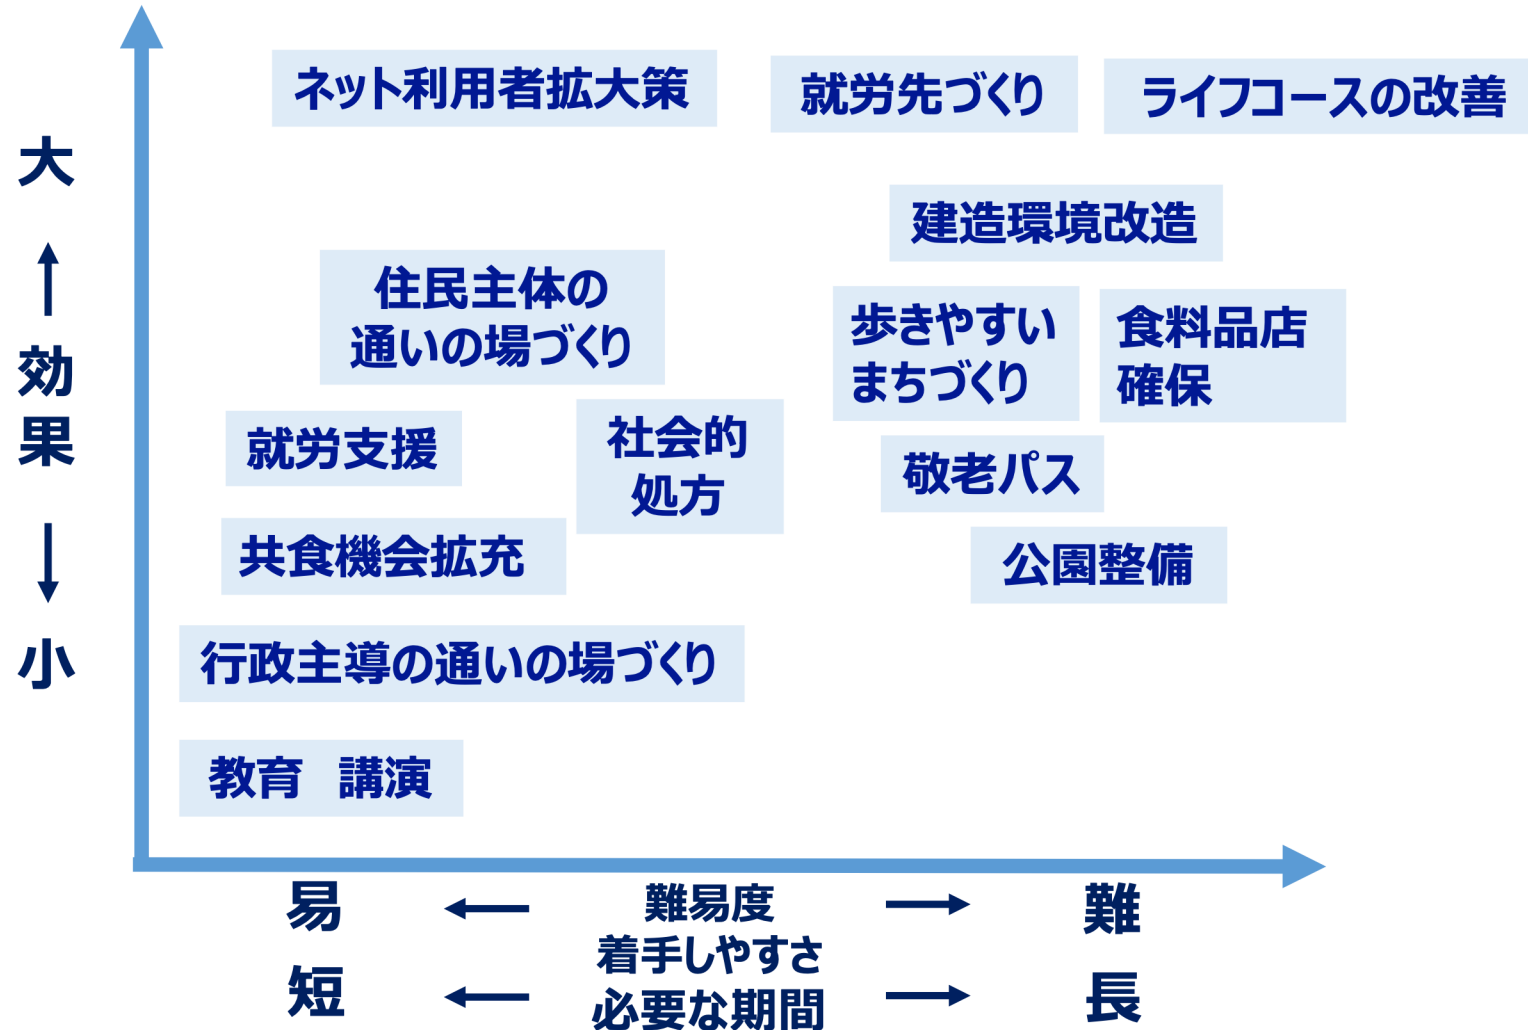 ネット利用者拡大策
就労先づくり
ライフコースの改善
大
建造環境改造
住民主体の
通いの場づくり
歩きやすい
まちづくり
食料品店
確保
効
果
就労支援
社会的
処方
敬老パス
共食機会拡充
公園整備
小
行政主導の通いの場づくり
教育　講演
易
難易度
難
着手しやすさ
短
必要な期間
長